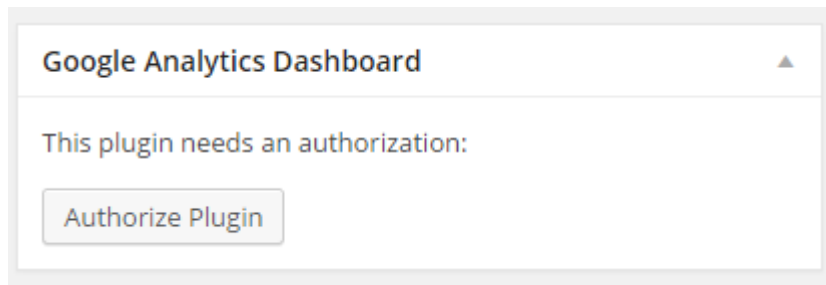 Google Analytics Dashboard
This plugin needs an authorization:
Authorize Plugin